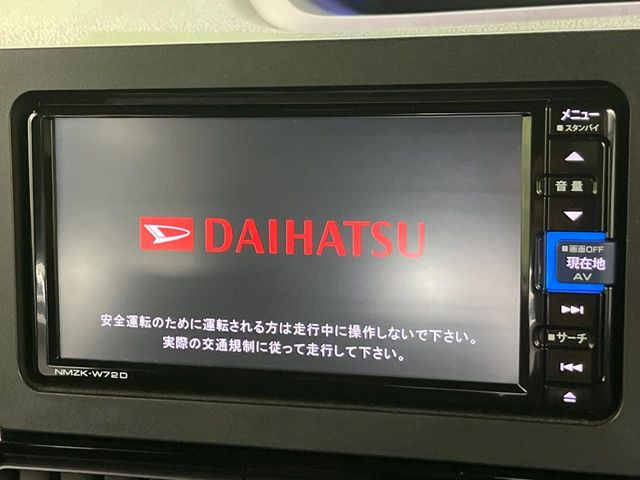 メニュー
■スタンバイ
音量
■画面OFF
現在地
AV
■サーチ
DAIHATSU
安全運転のために運転される方は走行中に操作しないで下さい。
実際の交通規制に従って走行して下さい。
NMZK-W72D